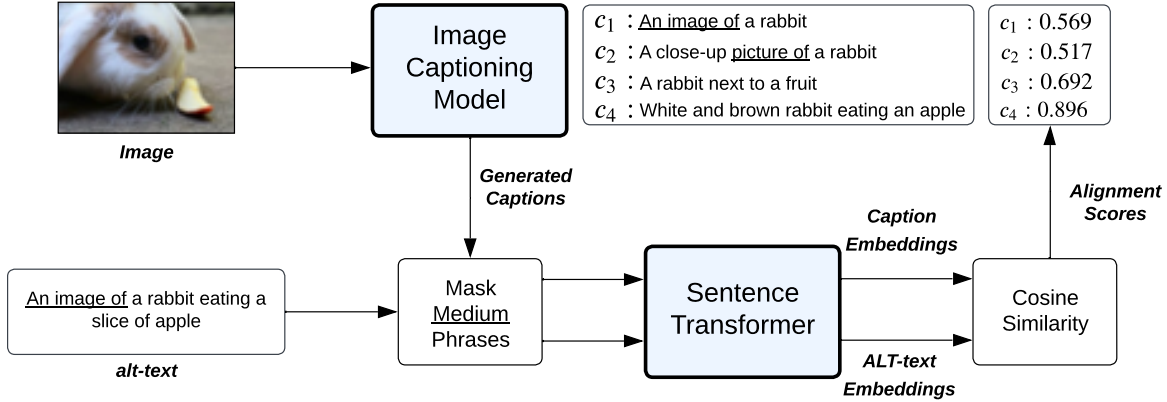 Image
Captioning
Model
c1 : An image of a rabbit
c2 : A close-up picture of a rabbit
c3 : A rabbit next to a fruit
c4 : White and brown rabbit eating an apple
c1 : 0.569
c2 : 0.517
c3 : 0.692
c4 : 0.896
Image
Generated
Captions
Alignment
Scores
Caption
Embeddings
An image of a rabbit eating a
slice of apple
alt-text
Mask
Medium
Phrases
Sentence
Transformer
Cosine
Similarity
ALT-text
Embeddings